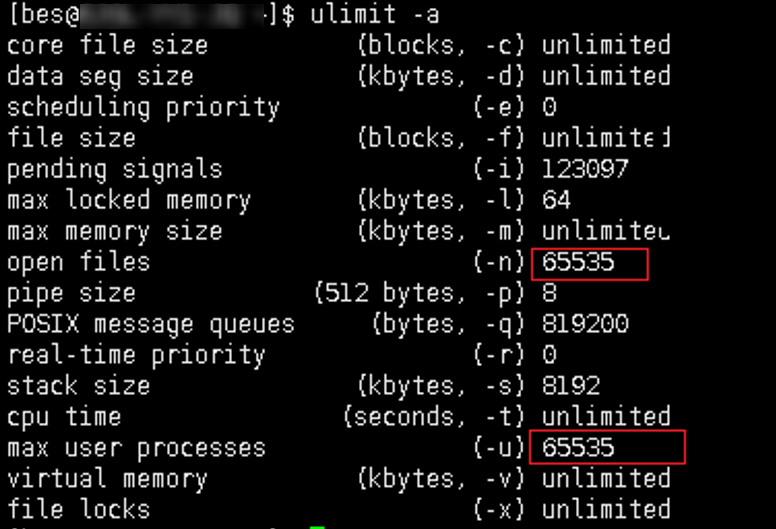 [bes@ ~]$ ulimit -a
core file size (blocks, -c) unlimited
data seg size (kbytes, -d) unlimited
scheduling priority (-e) 0
file size (blocks, -f) unlimited
pending signals (-i) 123097
max locked memory (kbytes, -l) 64
max memory size (kbytes, -m) unlimited
open files (-n) 65535
pipe size (512 bytes, -p) 8
POSIX message queues (bytes, -q) 819200
real-time priority (-r) 0
stack size (kbytes, -s) 8192
cpu time (seconds, -t) unlimited
max user processes (-u) 65535
virtual memory (kbytes, -v) unlimited
file locks (-x) unlimited